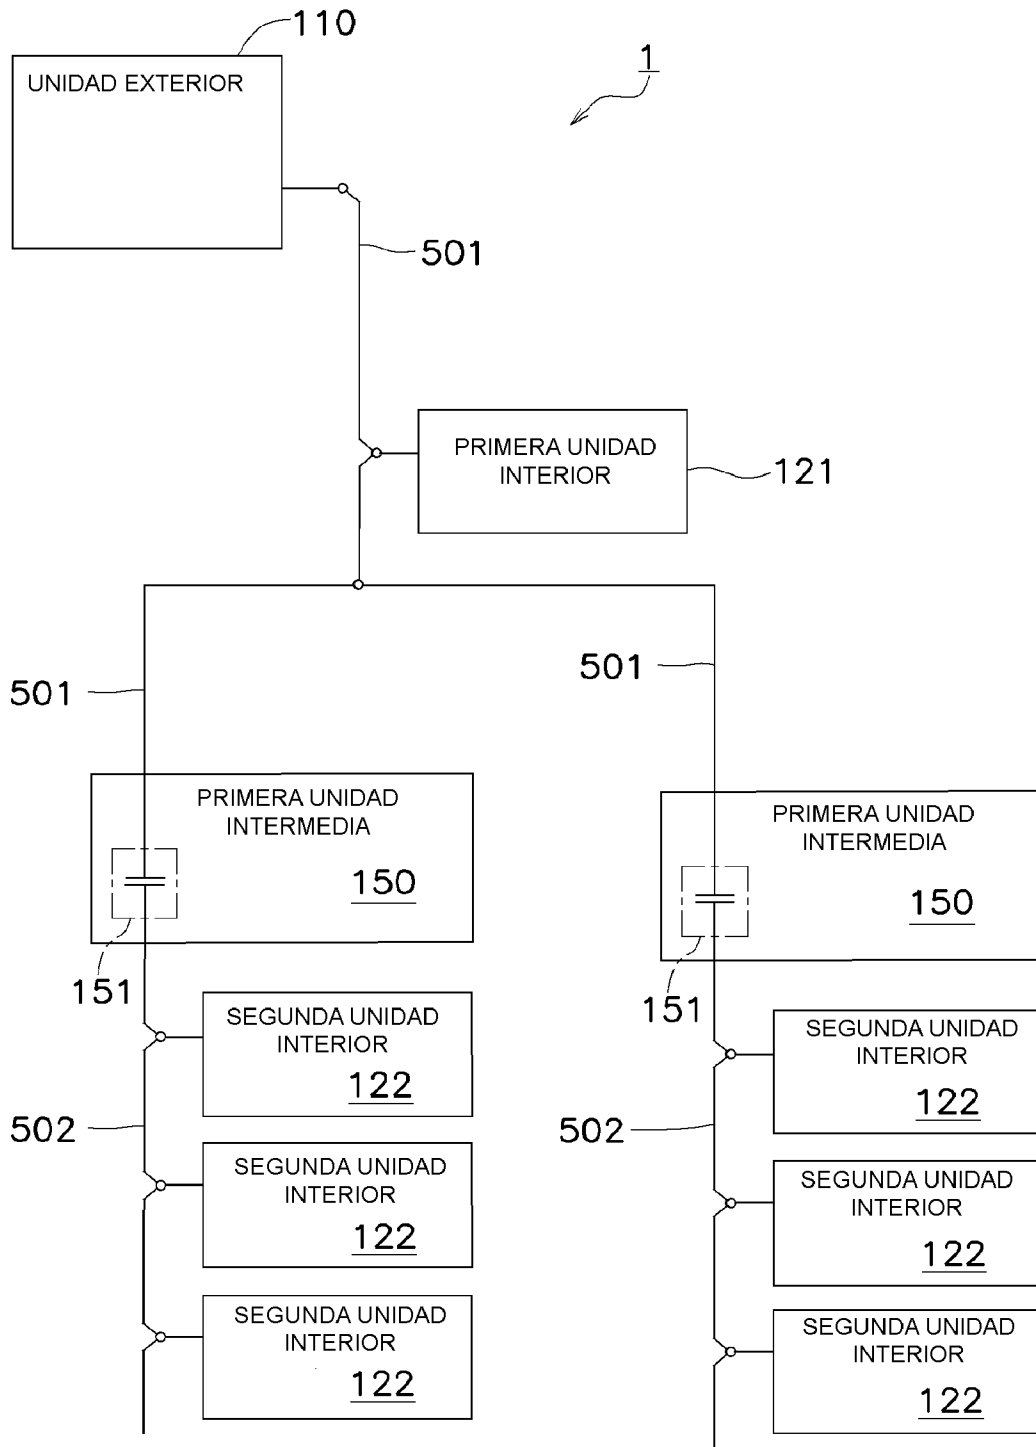 110
1
UNIDAD EXTERIOR
501
PRIMERA UNIDAD
INTERIOR
121
501
501
PRIMERA UNIDAD
INTERMEDIA
150
151
PRIMERA UNIDAD
INTERMEDIA
150
151
SEGUNDA UNIDAD
INTERIOR
122
SEGUNDA UNIDAD
INTERIOR
122
502
502
SEGUNDA UNIDAD
INTERIOR
122
SEGUNDA UNIDAD
INTERIOR
122
SEGUNDA UNIDAD
INTERIOR
122
SEGUNDA UNIDAD
INTERIOR
122